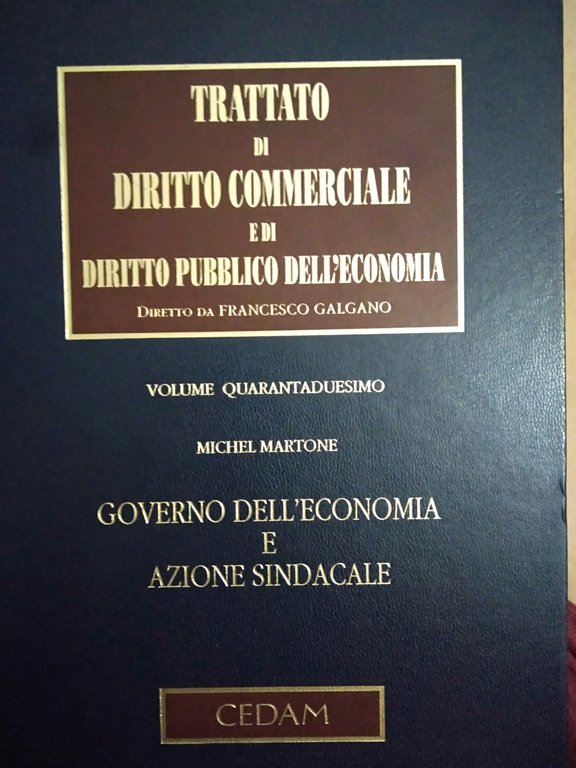 TRATTATO
DI
DIRITTO COMMERCIALE
E DI
DIRITTO PUBBLICO DELL'ECONOMIA
DIRETTO DA FRANCESCO GALGANO
VOLUME QUARANTADUESIMO
MICHEL MARTONE
GOVERNO DELL'ECONOMIA
E
AZIONE SINDACALE
CEDAM